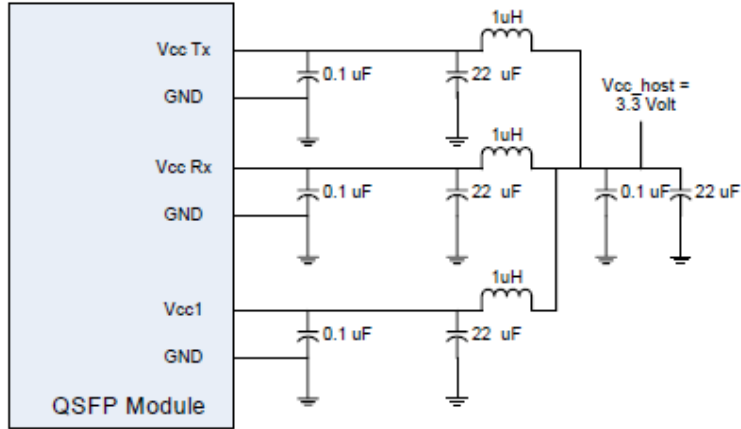 1uH
Vcc Tx
0.1 uF
22 uF
GND
Vcc_host =
3.3 Volt
1uH
Vcc Rx
0.1 uF
22 uF
0.1 uF
22 uF
GND
1uH
Vcc1
0.1 uF
22 uF
GND
QSFP Module